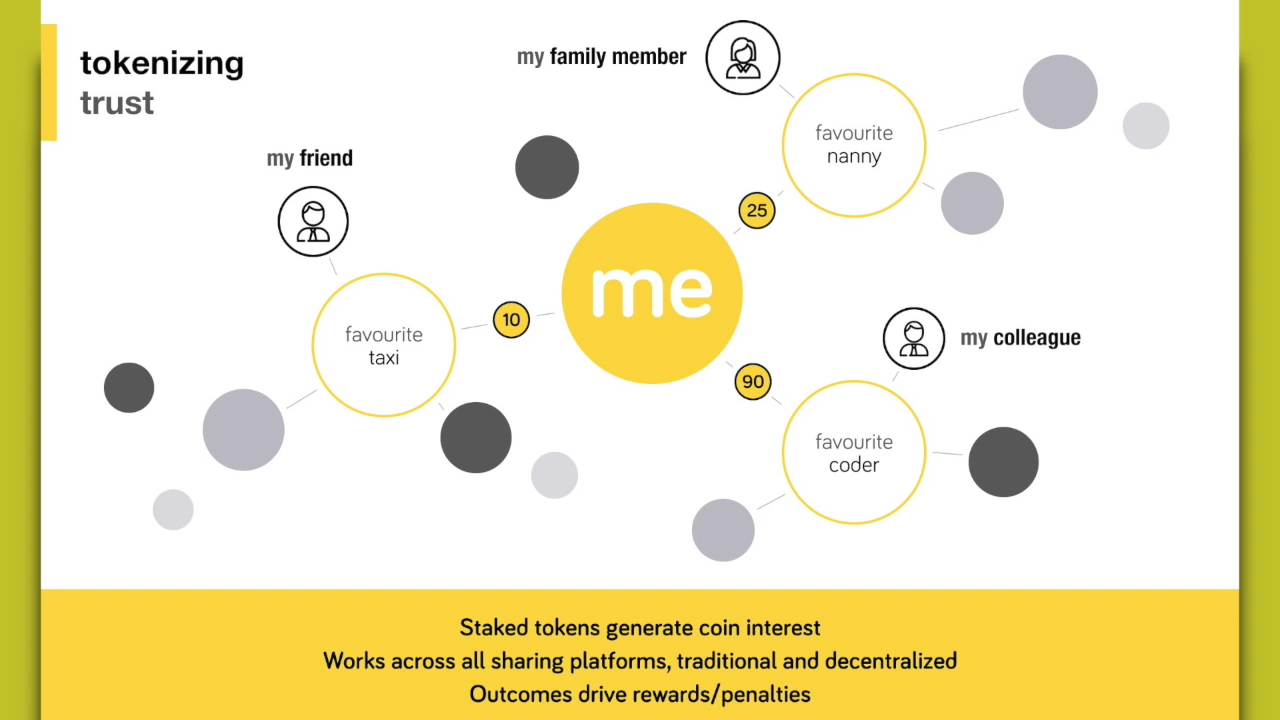 tokenizing
trust
my family member
favourite
nanny
my friend
25
me
10
favourite
taxi
my colleague
90
favourite
coder
Staked tokens generate coin interest
Works across all sharing platforms, traditional and decentralized
Outcomes drive rewards/penalties